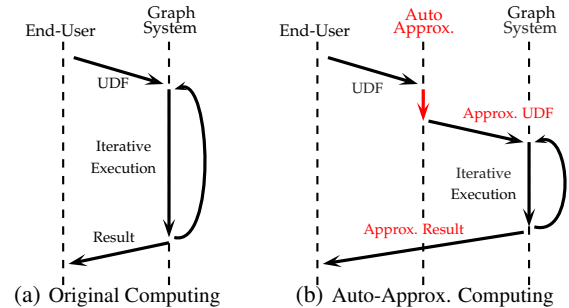 End-User
Graph
System
UDF
Iterative
Execution
Result
(a) Original Computing
End-User
Auto
Approx.
Graph
System
UDF
Approx. UDF
Iterative
Execution
Approx. Result
(b) Auto-Approx. Computing